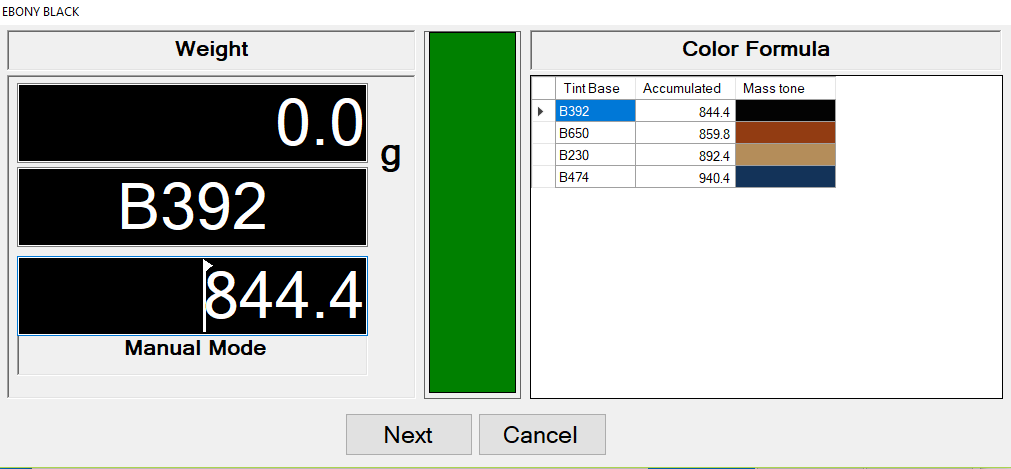 EBONY BLACK
Weight
0.0
g
B392
844.4
Manual Mode
Color Formula
Tint Base Accumulated Mass tone
B392 844.4
B650 859.8
B230 892.4
B474 940.4
Next Cancel